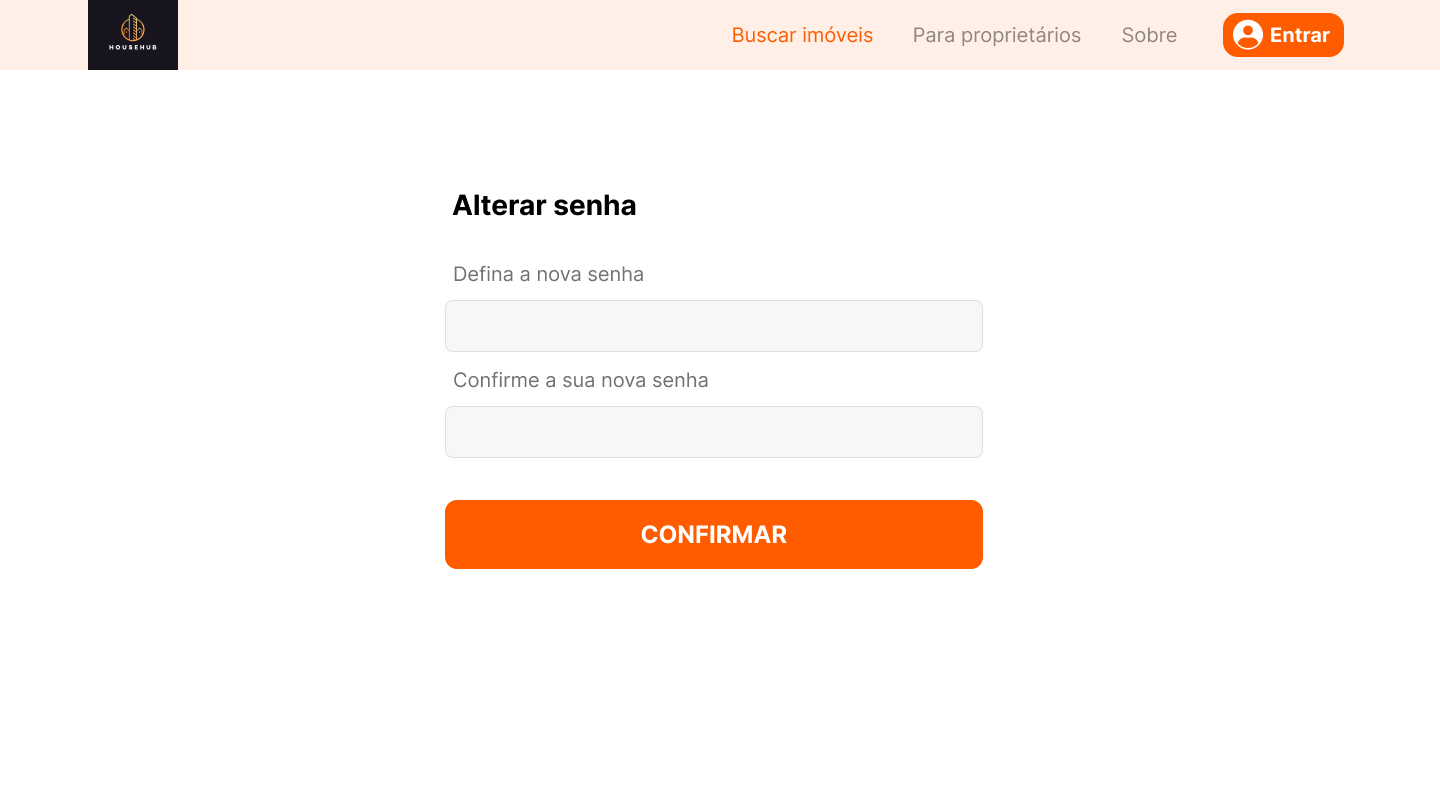 HOUSEHUB
Buscar imóveis
Para proprietários
Sobre
Entrar
Alterar senha
Defina a nova senha
Confirme a sua nova senha
CONFIRMAR